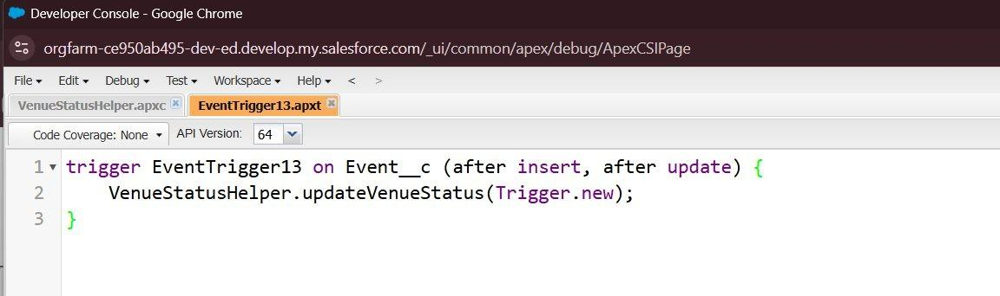 Developer Console - Google Chrome
orgfarm-ce950ab495-dev-ed.develop.my.salesforce.com/_ui/common/apex/debug/ApexCSIPage
File Edit Debug Test Workspace Help < >
VenueStatusHelper.apxc EventTrigger13.apxt
Code Coverage: None API Version: 64
1 trigger EventTrigger13 on Event__c (after insert, after update) {
2 VenueStatusHelper.updateVenueStatus(Trigger.new);
3 }